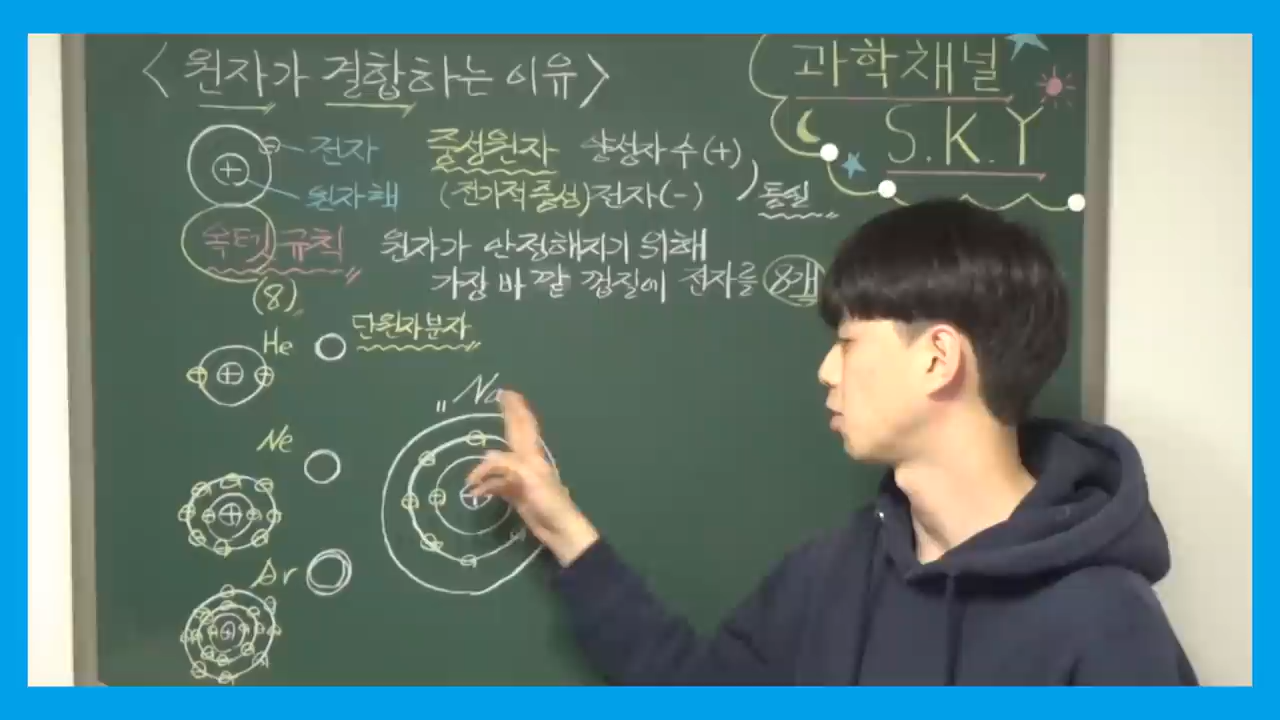 <원자가 결합하는 이유>
과학채널
S.K.Y
전자
원자핵
중성원자 양성자 수 (+)
(전기적중성) 전자 (-)
동일
옥텟규칙
(8)
원자가 안정해지기 위해
가장 바깥 껍질에 전자를 8개
He
단원자분자
Na
Ne
Ar